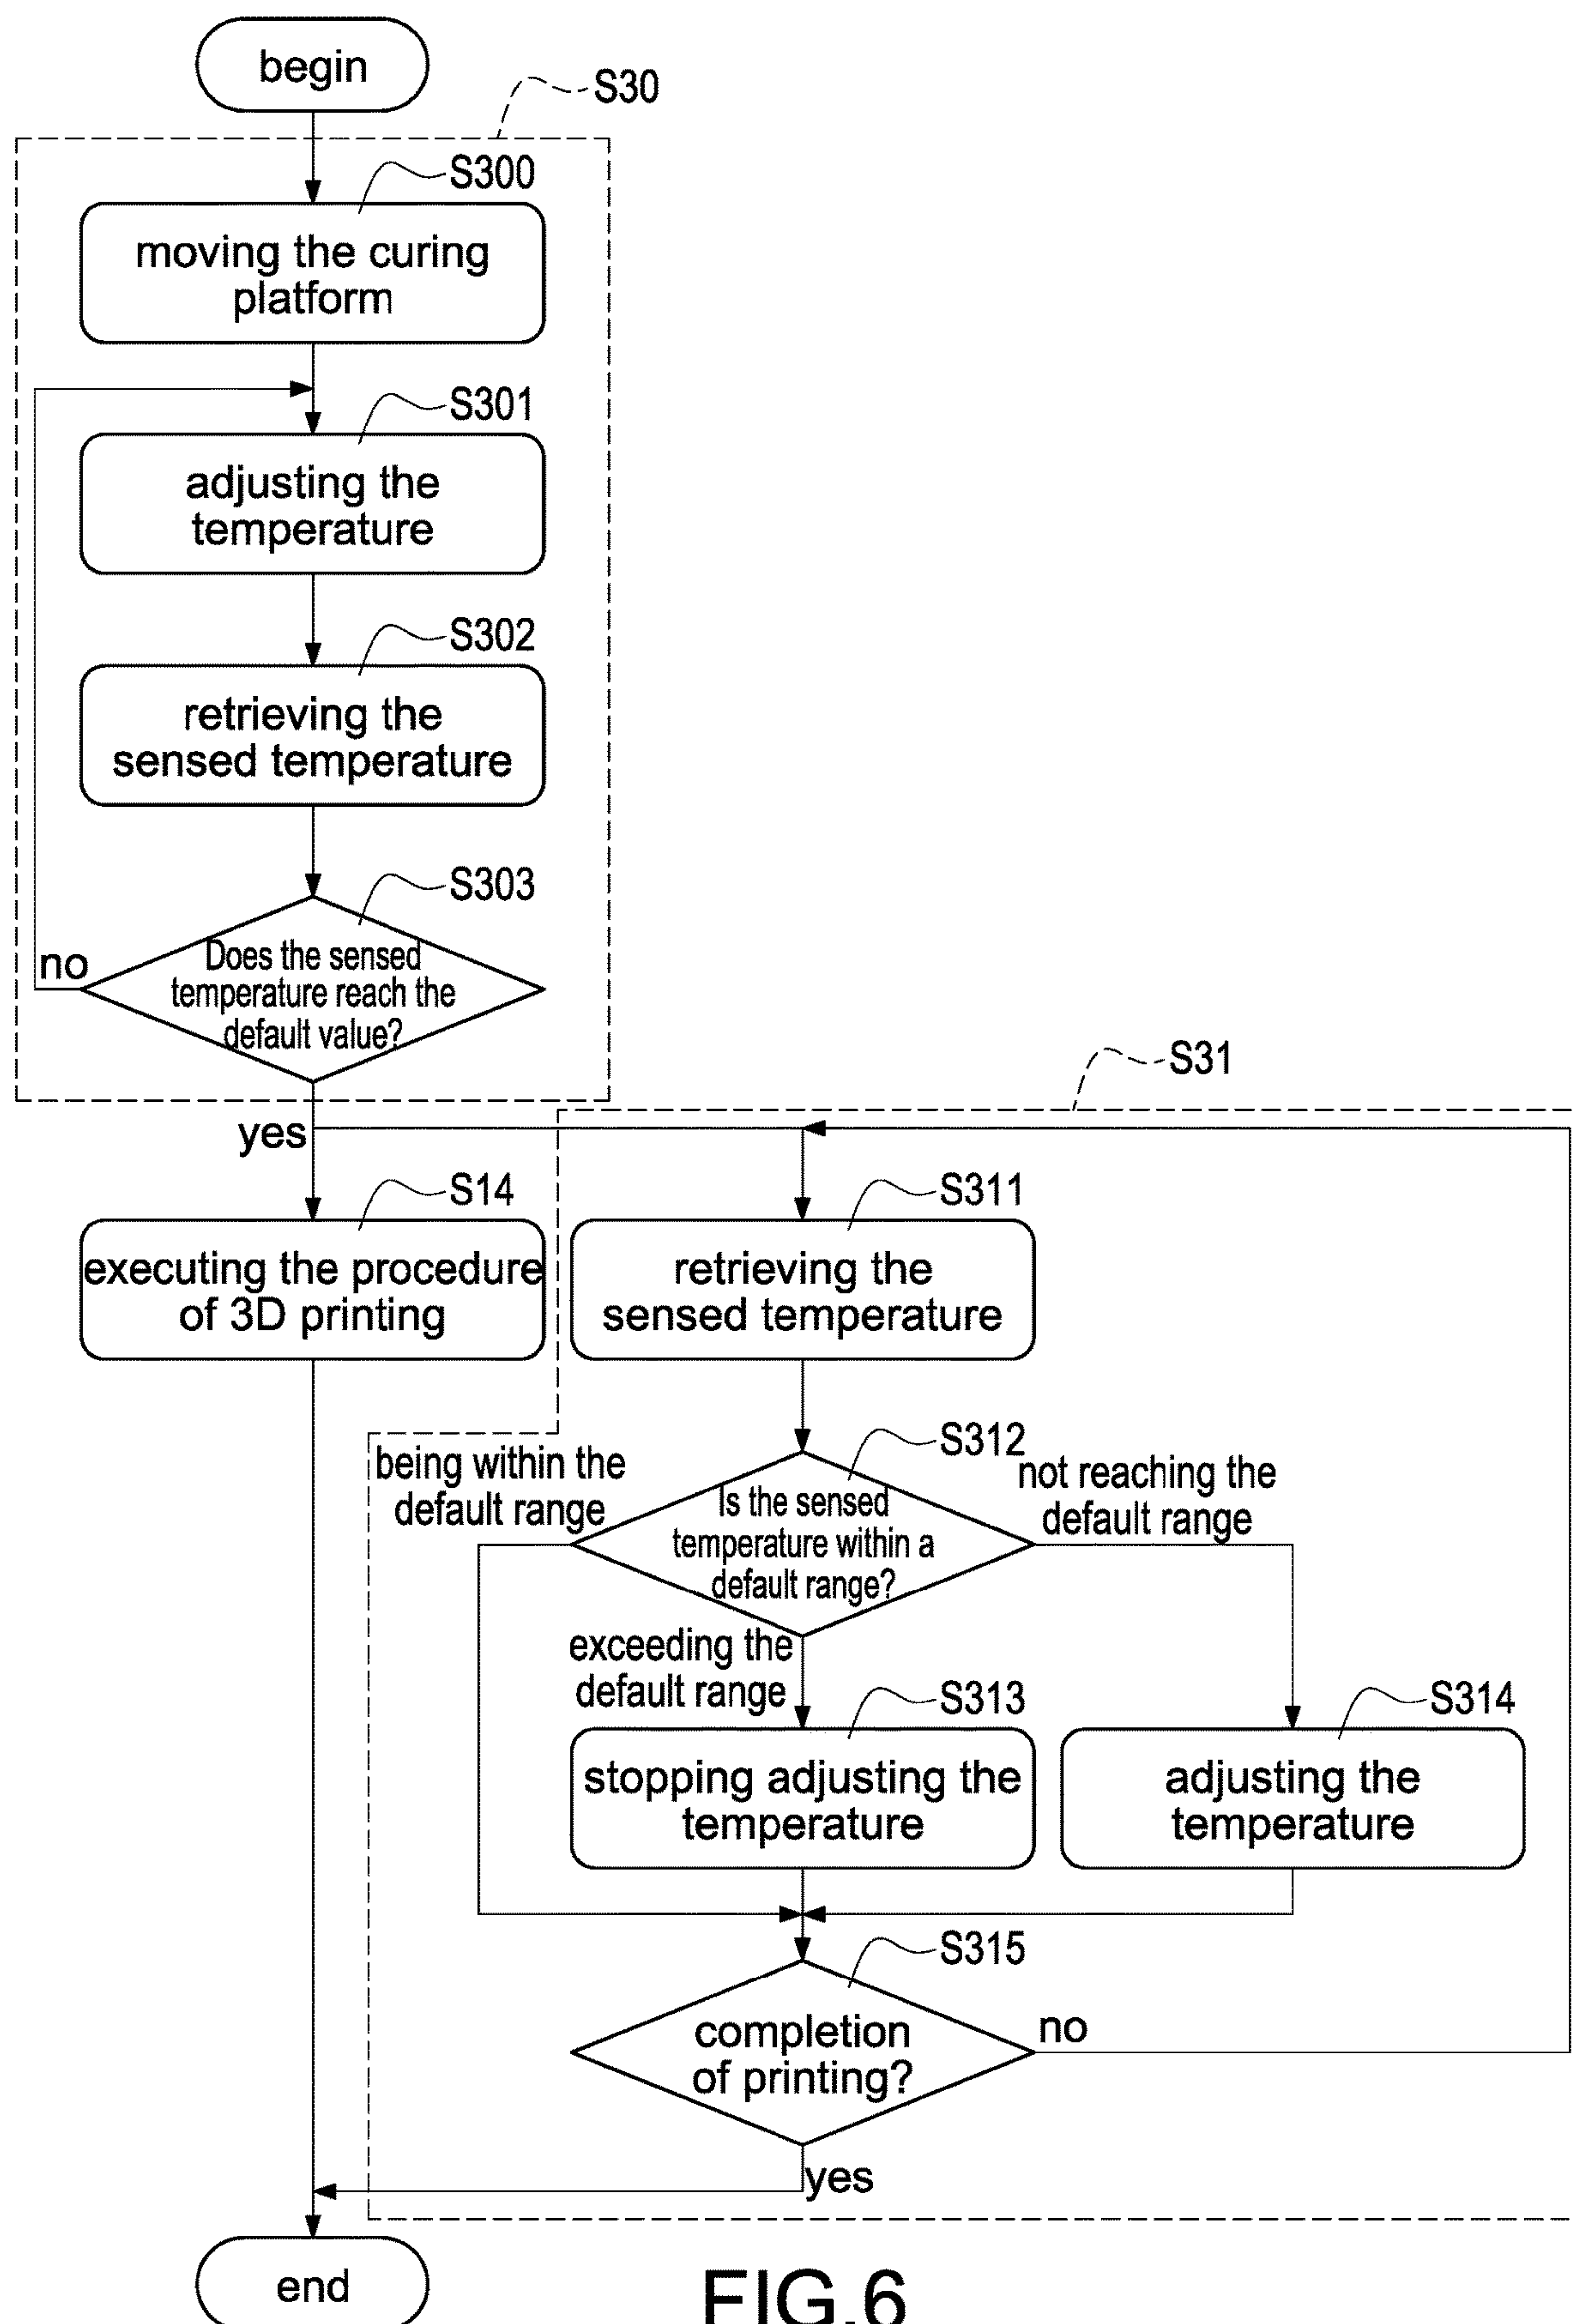 begin
S30
S300
moving the curing
platform
S301
adjusting the
temperature
S302
retrieving the
sensed temperature
S303
Does the sensed
temperature reach the
default value?
no
yes
S31
S14
executing the procedure
of 3D printing
S311
retrieving the
sensed temperature
S312
Is the sensed
temperature within a
default range?
being within the
default range
not reaching the
default range
exceeding the
default range
S313
stopping adjusting the
temperature
S314
adjusting the
temperature
S315
completion
of printing?
no
yes
end
FIG.6